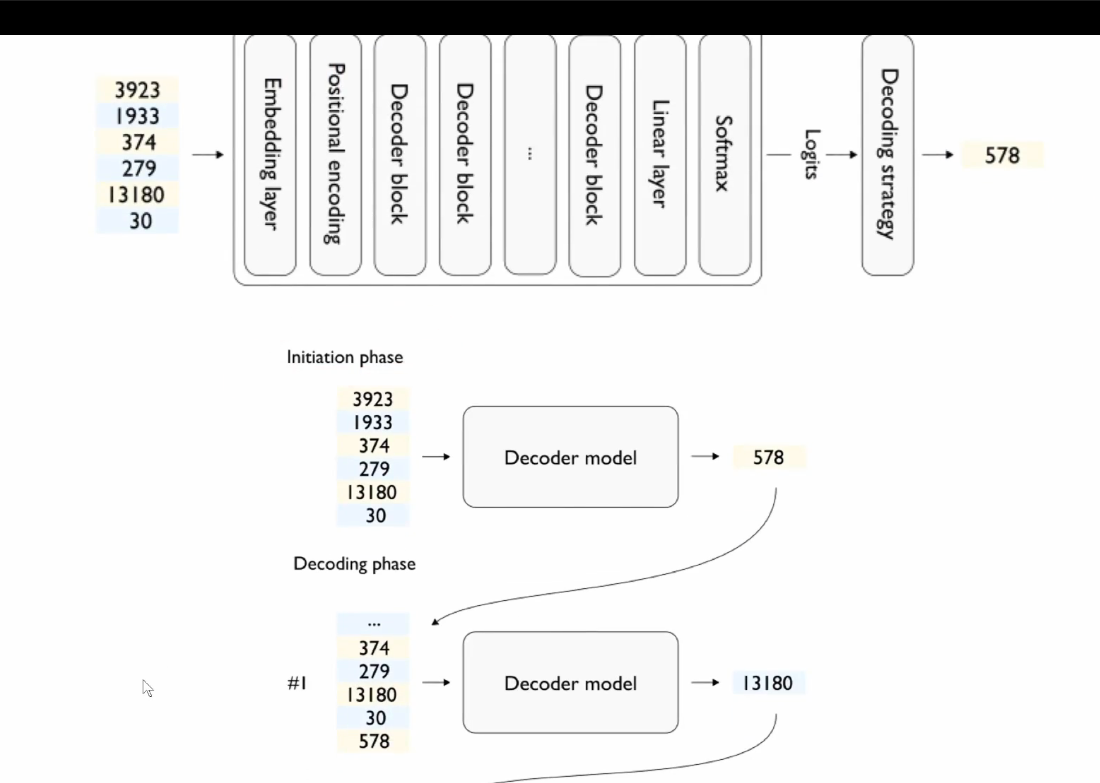 3923
1933
374
279
13180
30
Embedding layer
Positional encoding
Decoder block
Decoder block
...
Decoder block
Linear layer
Softmax
Logits
Decoding strategy
578
Initiation phase
3923
1933
374
279
13180
30
Decoder model
578
Decoding phase
#1
...
374
279
13180
30
578
Decoder model
13180